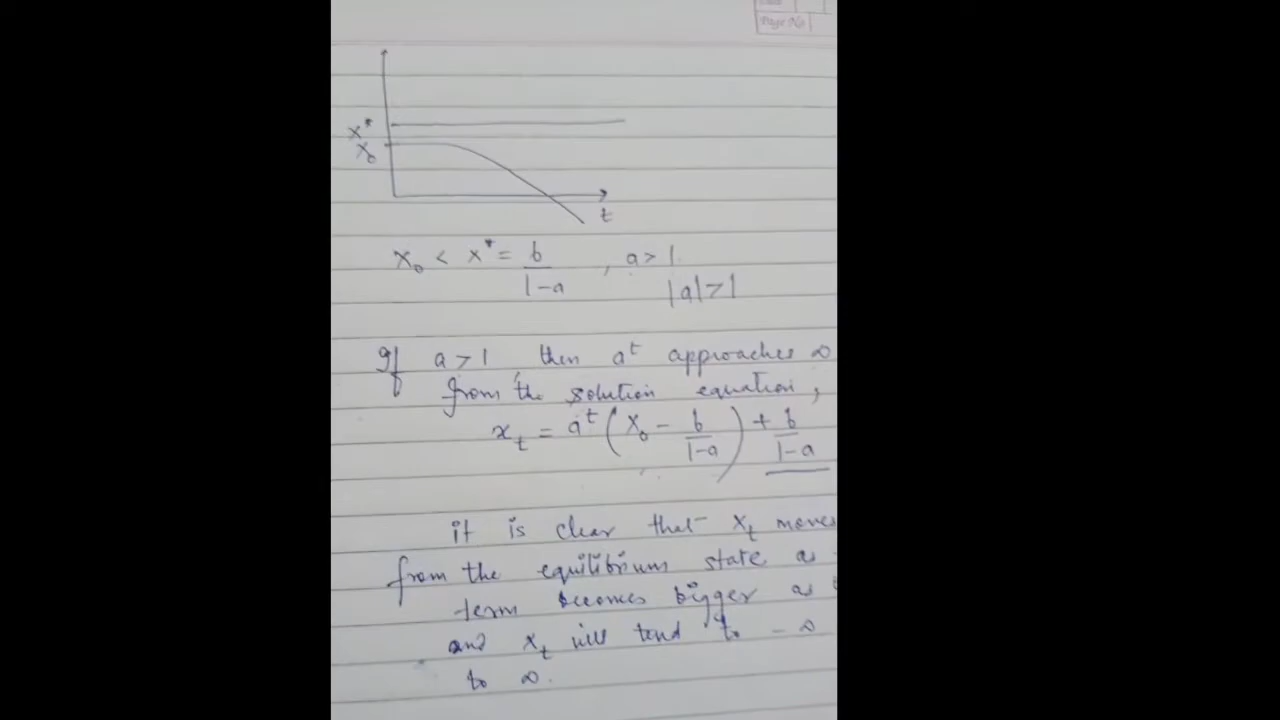 Page No
x*
x₀
t
x₀ < x* = b/(1-a) , a > 1
|a| > 1
If a > 1, then aᵗ approaches ∞
from the solution equation,
xₜ = aᵗ (x₀ - b/(1-a)) + b/(1-a)
it is clear that xₜ moves
from the equilibrium state as
term becomes bigger as
and xₜ will tend to -∞
to ∞.